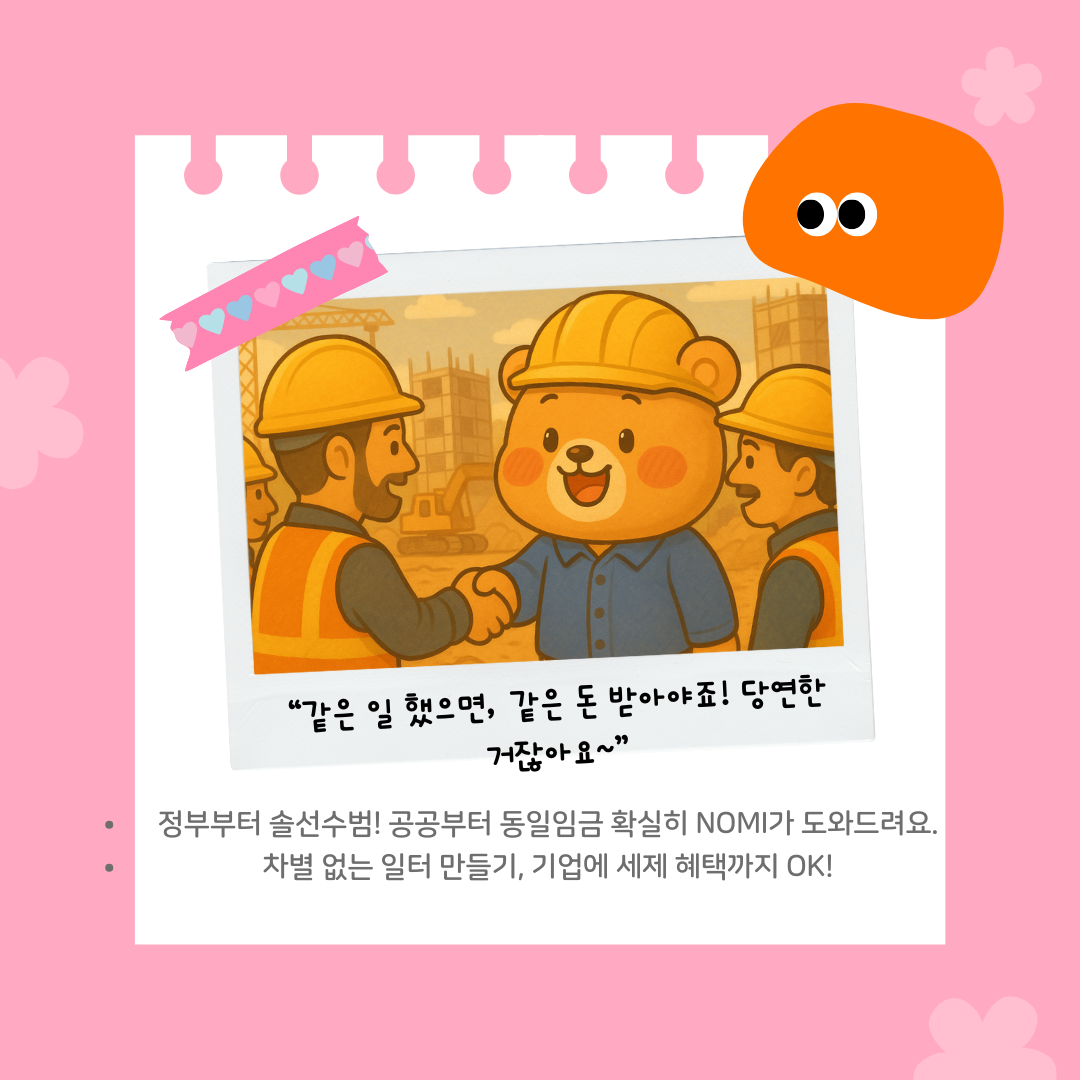 “같은 일 했으면, 같은 돈 받아야죠! 당연한
거잖아요~”
• 정부부터 솔선수범! 공공부터 동일임금 확실히 NOMI가 도와드려요.
• 차별 없는 일터 만들기, 기업에 세제 혜택까지 OK!